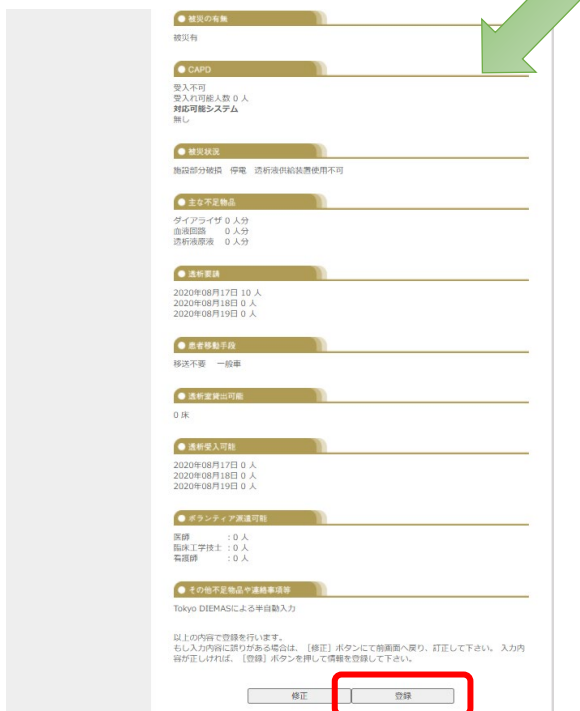 ● 被災の有無
被災有
● CAPD
受入不可
受入れ可能人数 0 人
対応可能システム
無し
● 被災状況
施設部分破損 停電 透析液供給装置使用不可
● 主な不足物品
ダイアライザ 0 人分
血液回路 0 人分
透析液原液 0 人分
● 透析要請
2020年08月17日 10 人
2020年08月18日 0 人
2020年08月19日 0 人
● 患者移動手段
移送不要 一般車
● 透析室貸出可能
0 床
● 透析受入可能
2020年08月17日 0 人
2020年08月18日 0 人
2020年08月19日 0 人
● ボランティア派遣可能
医師 : 0 人
臨床工学技士 : 0 人
看護師 : 0 人
● その他不足物品や連絡事項等
Tokyo DIEMASによる半自動入力
以上の内容で登録を行います。
もし入力内容に誤りがある場合は、［修正］ボタンにて前画面へ戻り、訂正して下さい。 入力内
容が正しければ、［登録］ボタンを押して情報を登録して下さい。
修正 登録